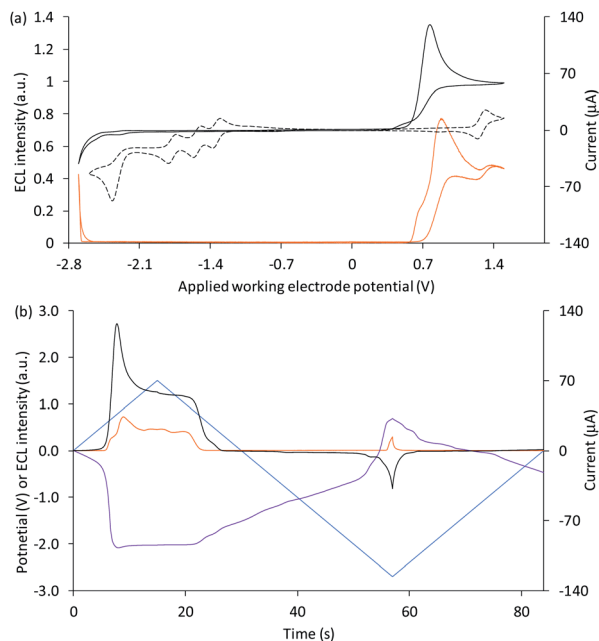 (a)
1.4
1.2
1
0.8
0.6
0.4
0.2
0
ECL intensity (a.u.)
140
70
0
-70
-140
Current (μA)
-2.8 -2.1 -1.4 -0.7 0 0.7 1.4
Applied working electrode potential (V)
(b)
3.0
2.0
1.0
0.0
-1.0
-2.0
-3.0
Potnetial (V) or ECL intensity (a.u.)
140
70
0
-70
-140
Current (μA)
0 20 40 60 80
Time (s)